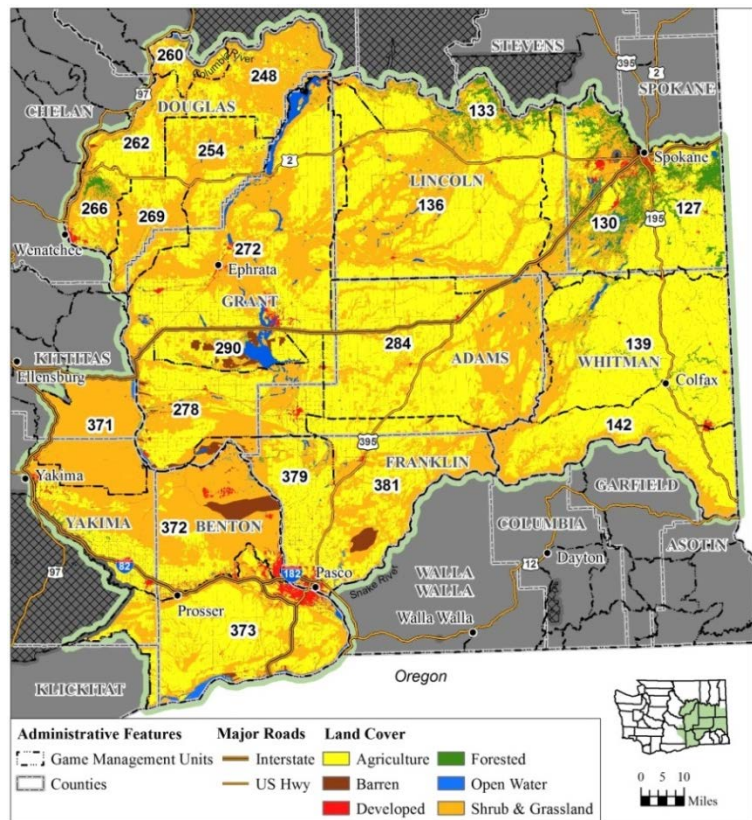 260
Columbia River
248
STEVENS
395
2
SPOKANE
97
CHELAN
DOUGLAS
133
262
254
2
Spokane
LINCOLN
266
269
136
130
195
127
Wenatchee
272
Ephrata
GRANT
290
284
139
KITTITAS
ADAMS
WHITMAN
Ellensburg
Colfax
371
278
395
142
379
FRANKLIN
Yakima
381
GARFIELD
YAKIMA
372
BENTON
COLUMBIA
ASOTIN
82
182
Pasco
Snake River
12
Dayton
97
Prosser
WALLA
WALLA
373
Walla Walla
KLICKITAT
Oregon
Administrative Features
Major Roads
Land Cover
Game Management Units
Interstate
Agriculture
Forested
Counties
US Hwy
Barren
Open Water
Developed
Shrub & Grassland
0 5 10
Miles